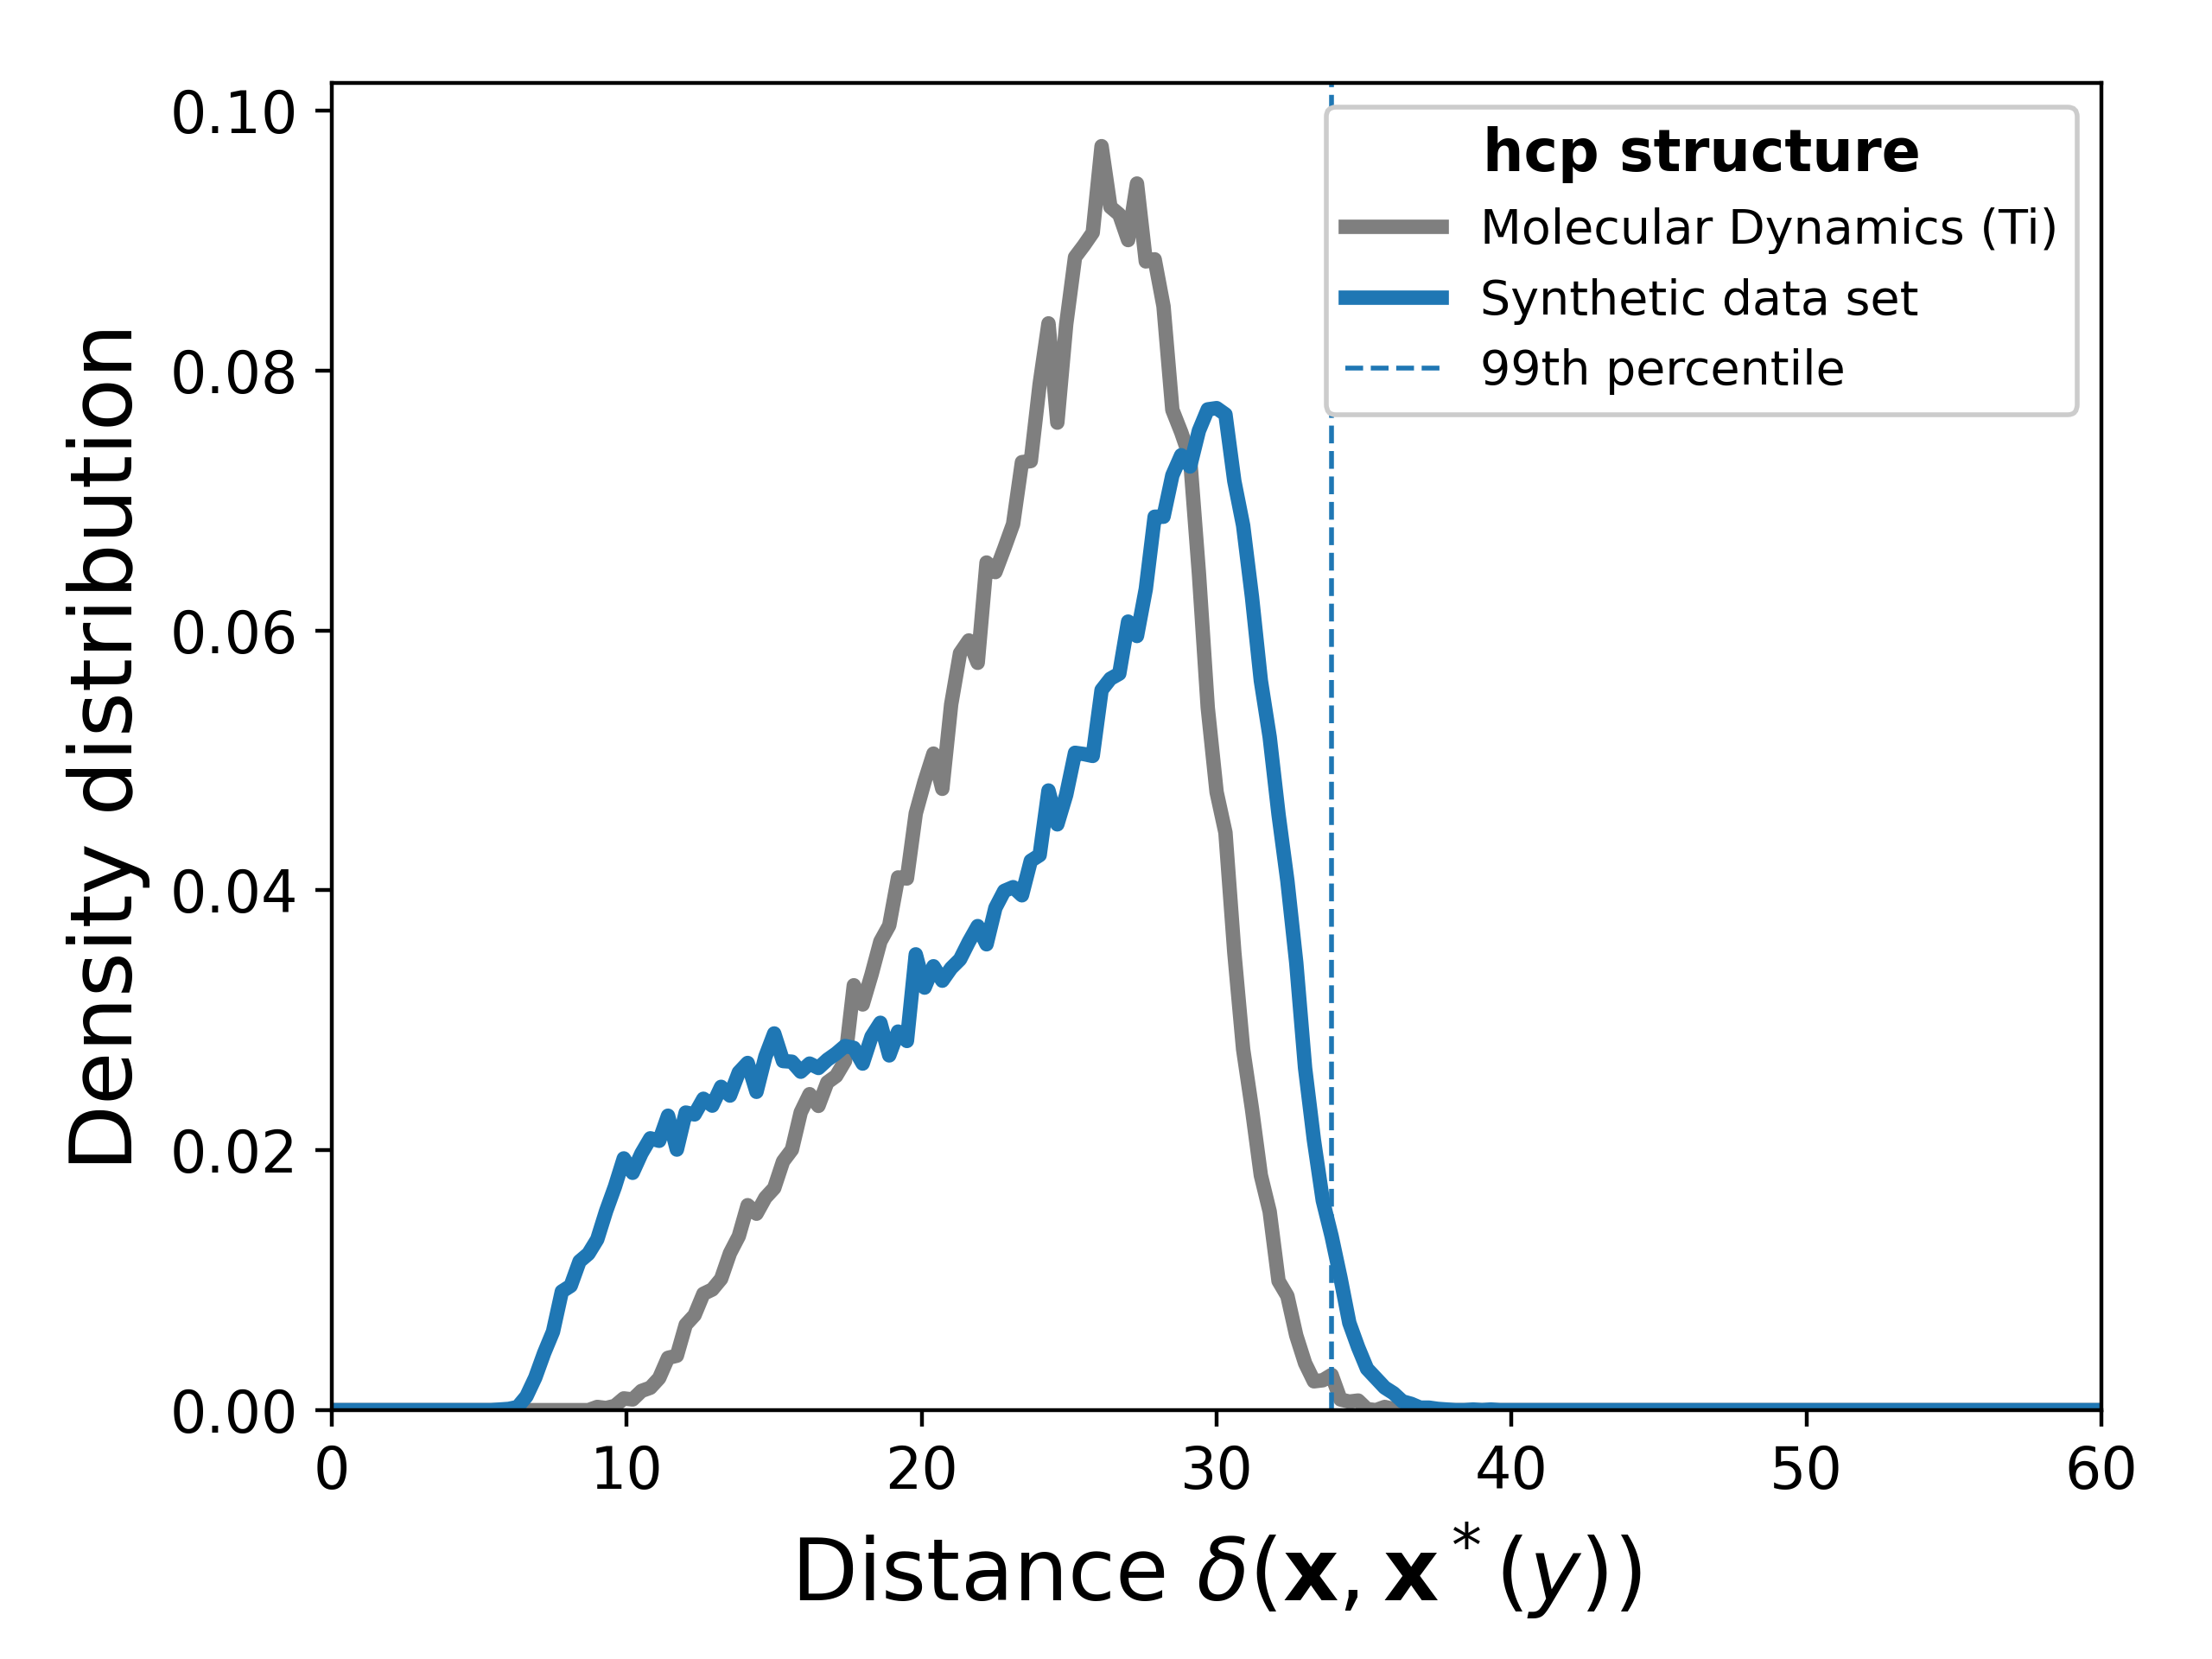 hcp structure
Molecular Dynamics (Ti)
Synthetic data set
99th percentile
Density distribution
0.10
0.08
0.06
0.04
0.02
0.00
0 10 20 30 40 50 60
Distance δ(x, x*(y))